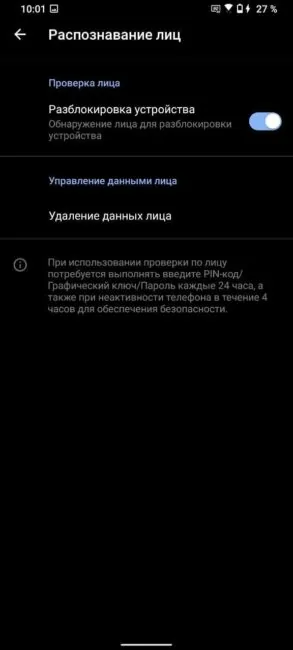 10:01 27 %
Распознавание лиц
Проверка лица
Разблокировка устройства
Обнаружение лица для разблокировки
устройства
Управление данными лица
Удаление данных лица
При использовании проверки по лицу
потребуется выполнять введите PIN-код/
Графический ключ/Пароль каждые 24 часа, а
также при неактивности телефона в течение 4
часов для обеспечения безопасности.